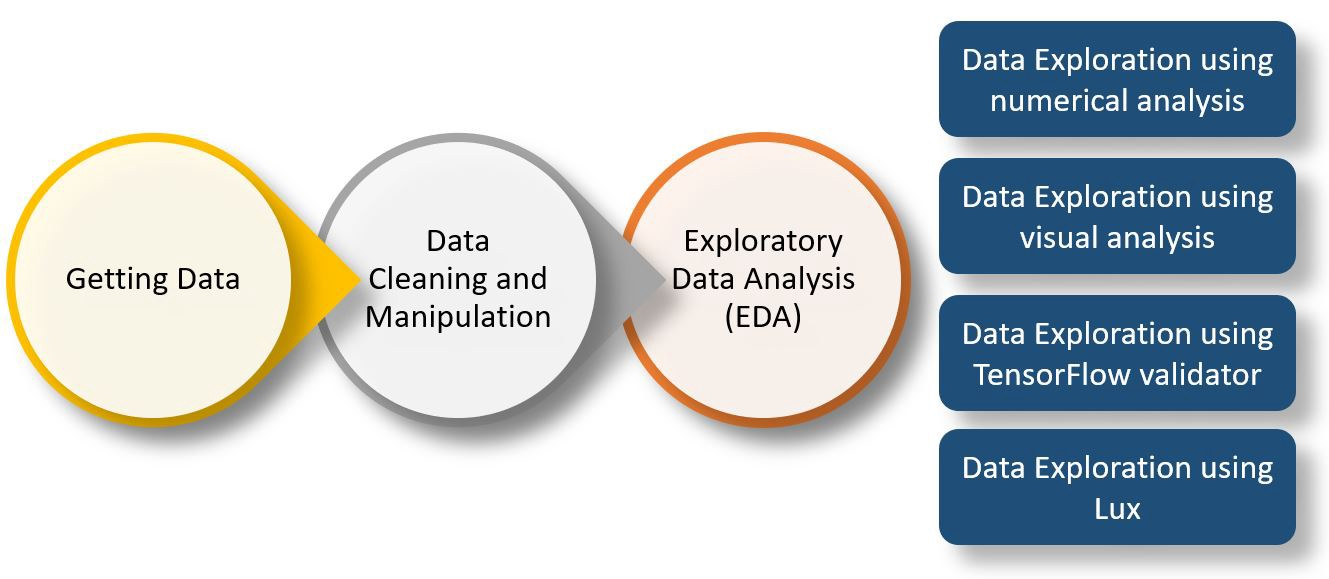 Getting Data
Data
Cleaning and
Manipulation
Exploratory
Data Analysis
(EDA)
Data Exploration using
numerical analysis
Data Exploration using
visual analysis
Data Exploration using
TensorFlow validator
Data Exploration using
Lux